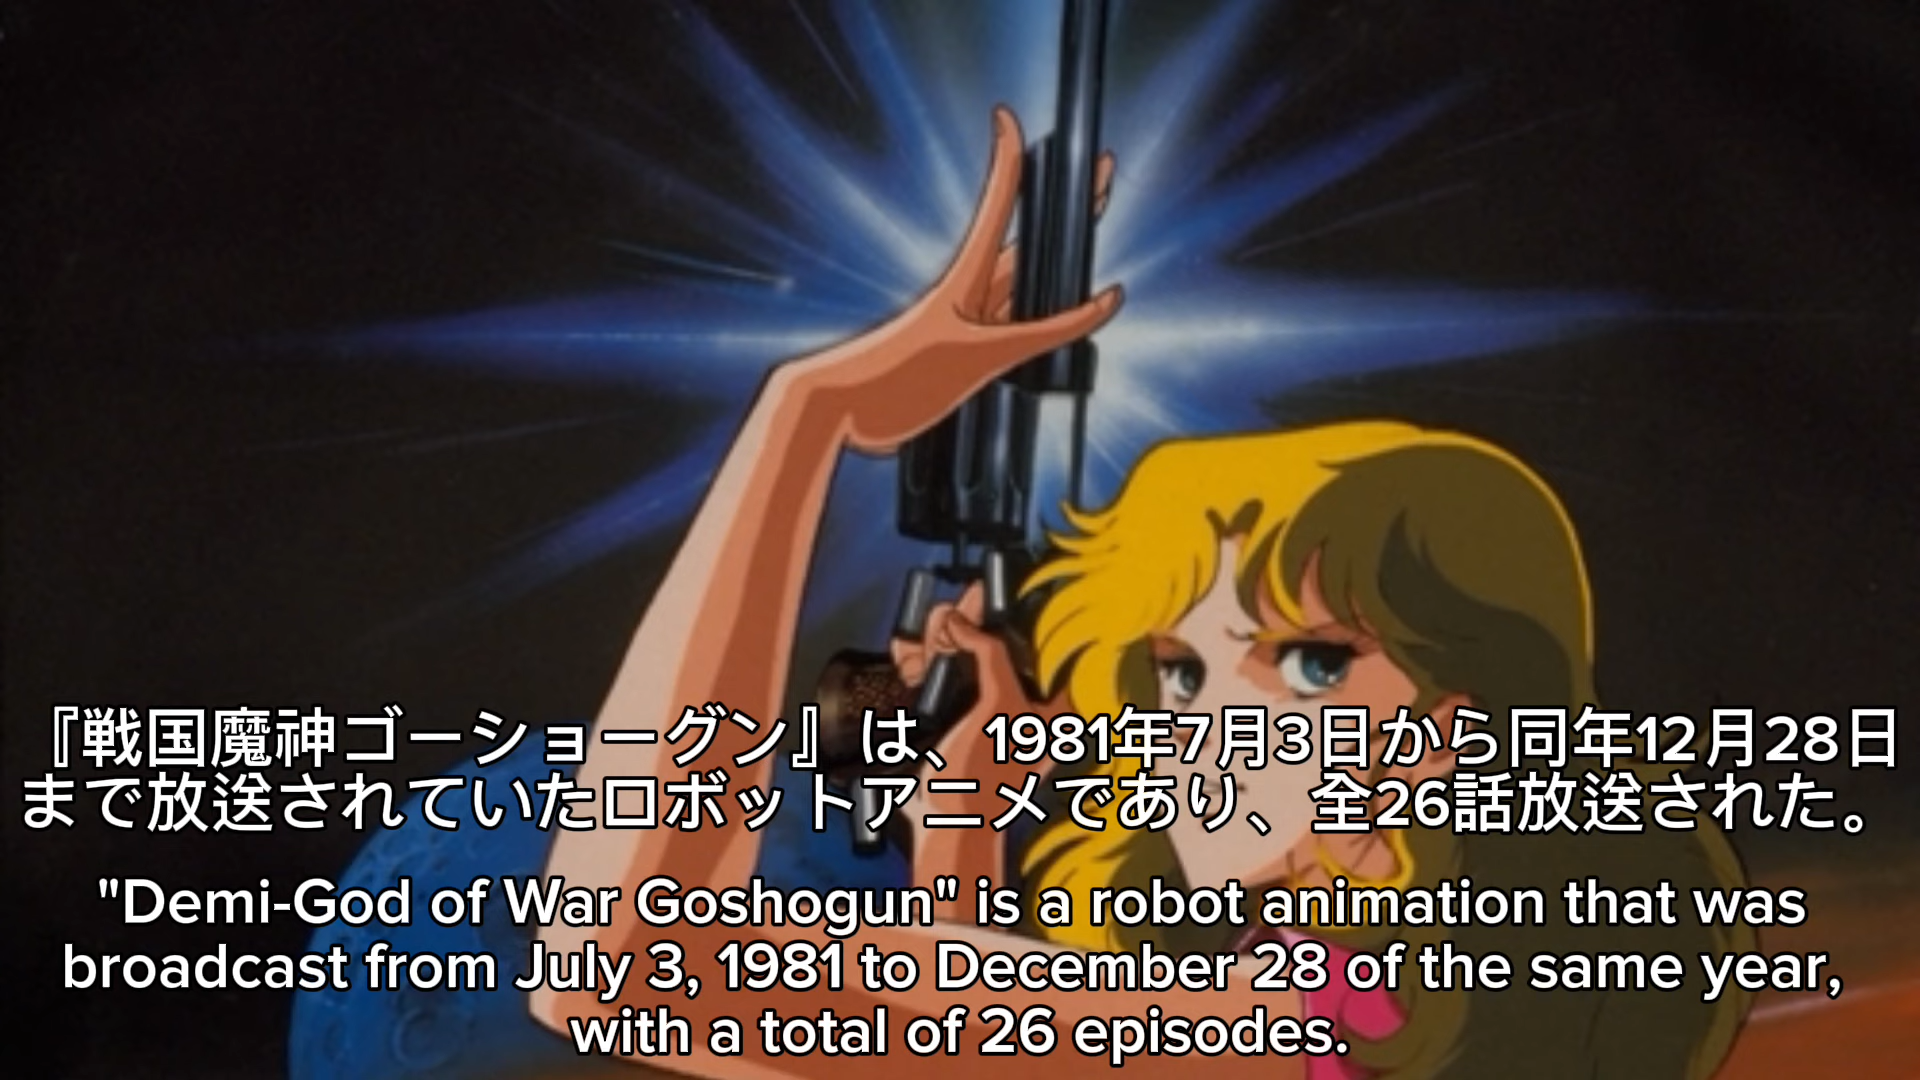 『戦国魔神ゴーショーグン』は、1981年7月3日から同年12月28日
まで放送されていたロボットアニメであり、全26話放送された。
"Demi-God of War Goshogun" is a robot animation that was
broadcast from July 3, 1981 to December 28 of the same year,
with a total of 26 episodes.